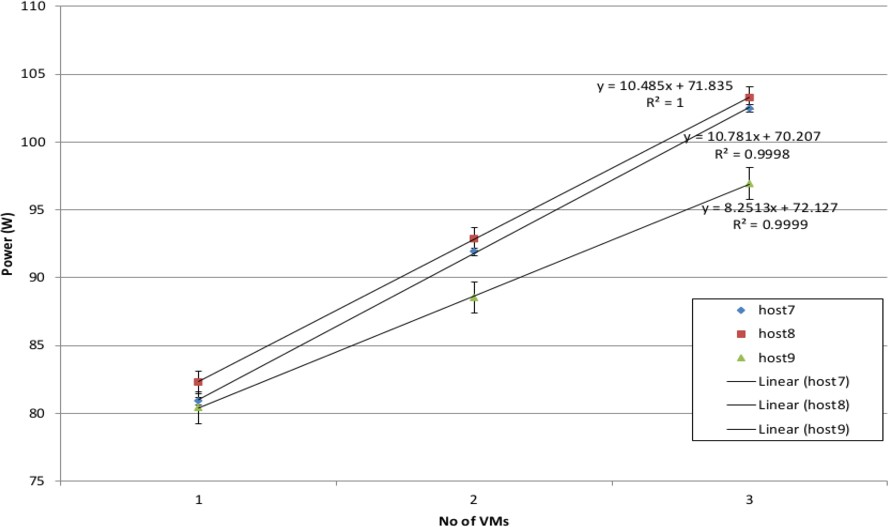 110
105
100
95
90
85
80
75
Power (W)
y = 10.485x + 71.835
R² = 1
y = 10.781x + 70.207
R² = 0.9998
y = 8.2513x + 72.127
R² = 0.9999
host7
host8
host9
Linear (host7)
Linear (host8)
Linear (host9)
1
2
3
No of VMs